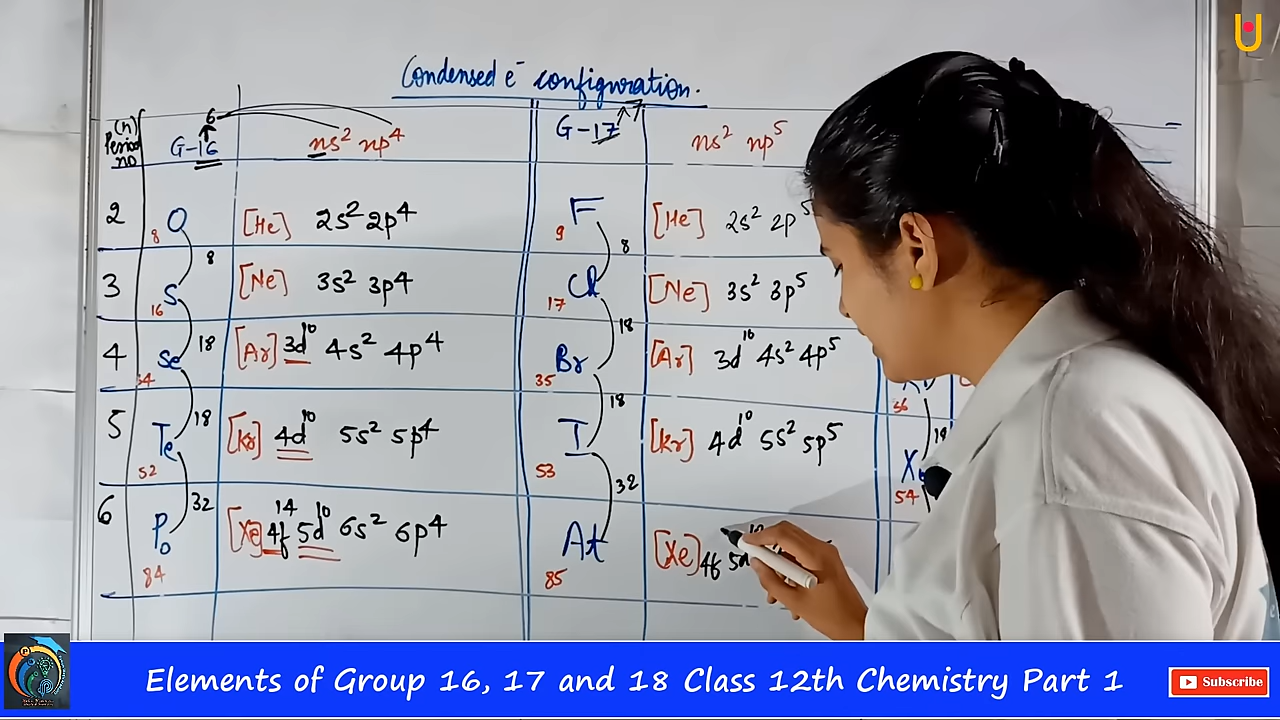 Condensed e⁻ configuration.
(n) Period no
6
G-16
ns² np⁴
G-17
ns² np⁵
2
8 O
[He] 2s² 2p⁴
9 F
[He] 2s² 2p⁵
8
8
3
16 S
[Ne] 3s² 3p⁴
17 Cl
[Ne] 3s² 3p⁵
18
18
4
34 Se
[Ar] 3d¹⁰ 4s² 4p⁴
35 Br
[Ar] 3d¹⁰ 4s² 4p⁵
36
18
18
18
5
52 Te
[Kr] 4d¹⁰ 5s² 5p⁴
53 I
[Kr] 4d¹⁰ 5s² 5p⁵
54
32
32
6
84 Po
[Xe] 4f¹⁴ 5d¹⁰ 6s² 6p⁴
85 At
[Xe] 4f
Elements of Group 16, 17 and 18 Class 12th Chemistry Part 1
Subscribe